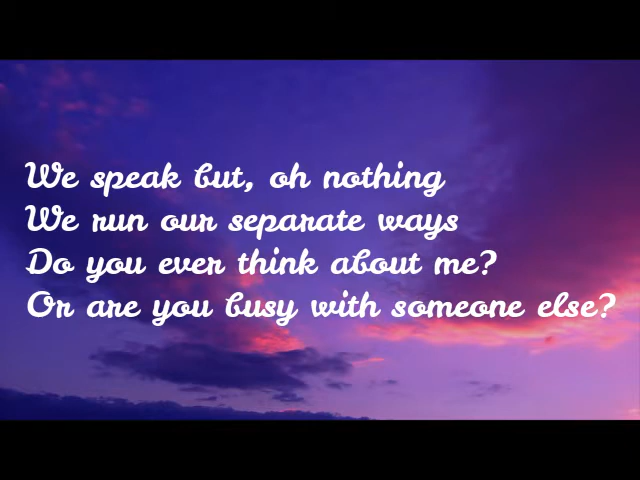 We speak but, oh nothing
We run our separate ways
Do you ever think about me?
Or are you busy with someone else?